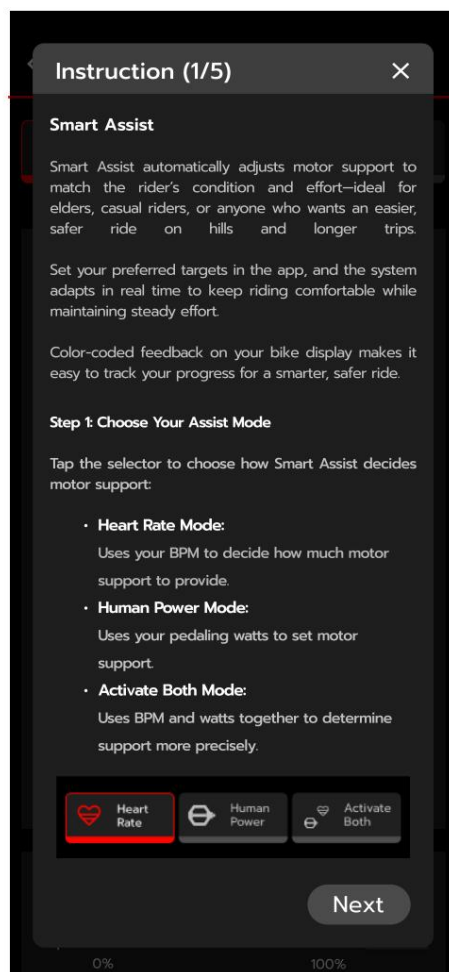 Instruction (1/5) ×
Smart Assist
Smart Assist automatically adjusts motor support to
match the rider's condition and effort—ideal for
elders, casual riders, or anyone who wants an easier,
safer ride on hills and longer trips.
Set your preferred targets in the app, and the system
adapts in real time to keep riding comfortable while
maintaining steady effort.
Color-coded feedback on your bike display makes it
easy to track your progress for a smarter, safer ride.
Step 1: Choose Your Assist Mode
Tap the selector to choose how Smart Assist decides
motor support:
• Heart Rate Mode:
Uses your BPM to decide how much motor
support to provide.
• Human Power Mode:
Uses your pedaling watts to set motor
support.
• Activate Both Mode:
Uses BPM and watts together to determine
support more precisely.
Heart
Rate
Human
Power
Activate
Both
Next
0% 100%